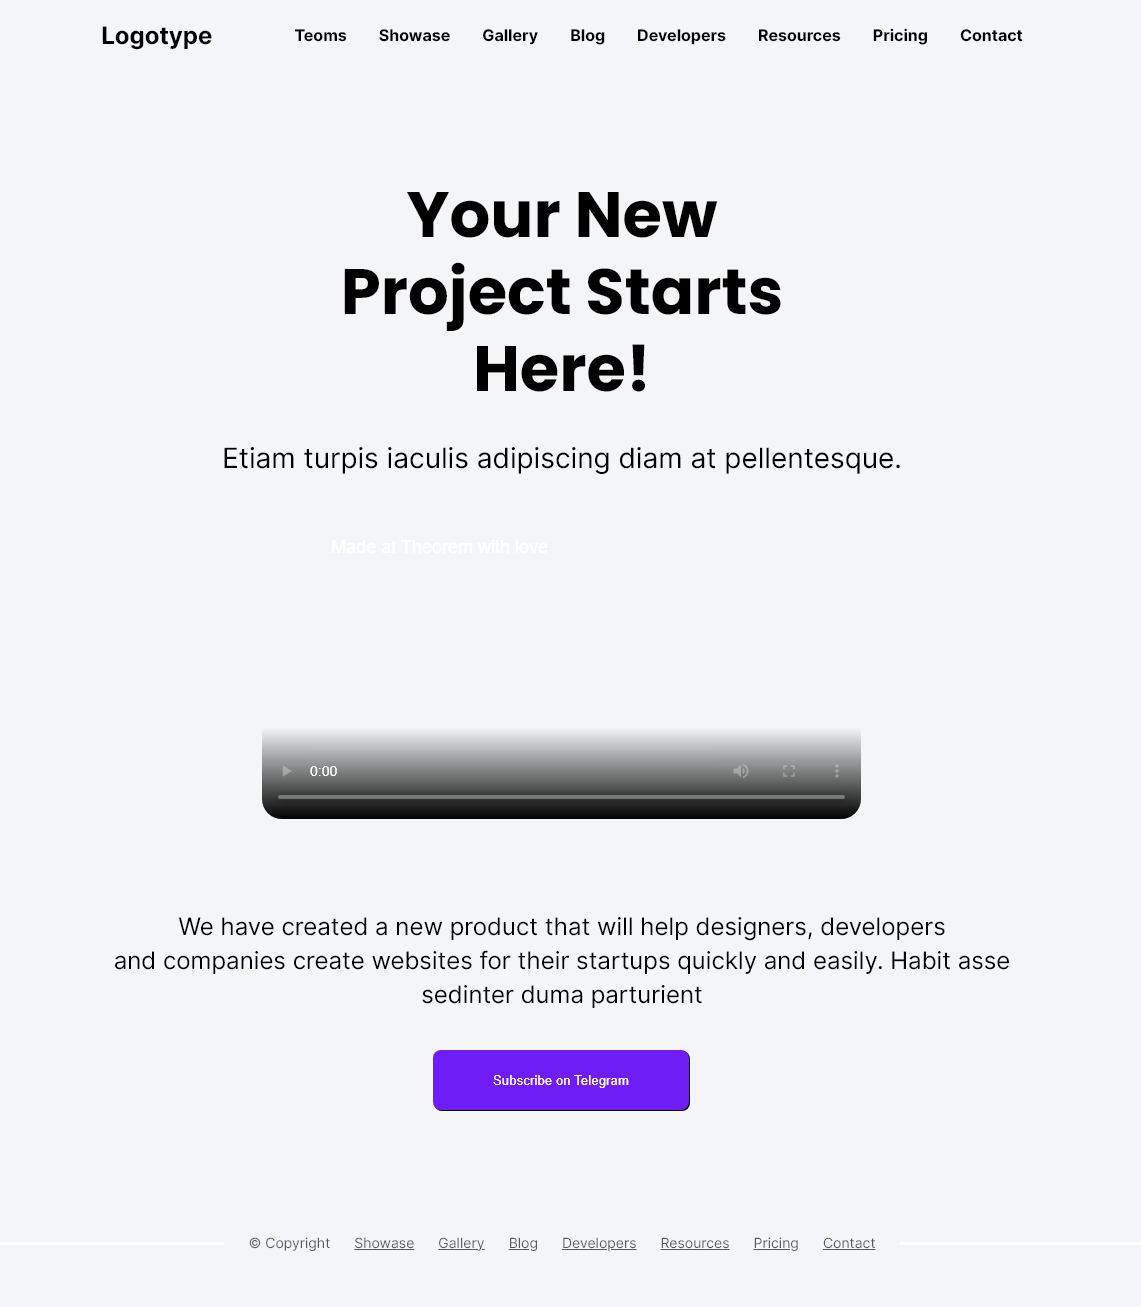 Logotype Teoms Showase Gallery Blog Developers Resources Pricing Contact
Your New
Project Starts
Here!
Etiam turpis iaculis adipiscing diam at pellentesque.
Made at Theorem with love
0:00
We have created a new product that will help designers, developers
and companies create websites for their startups quickly and easily. Habit asse
sedinter duma parturient
Subscribe on Telegram
© Copyright Showase Gallery Blog Developers Resources Pricing Contact